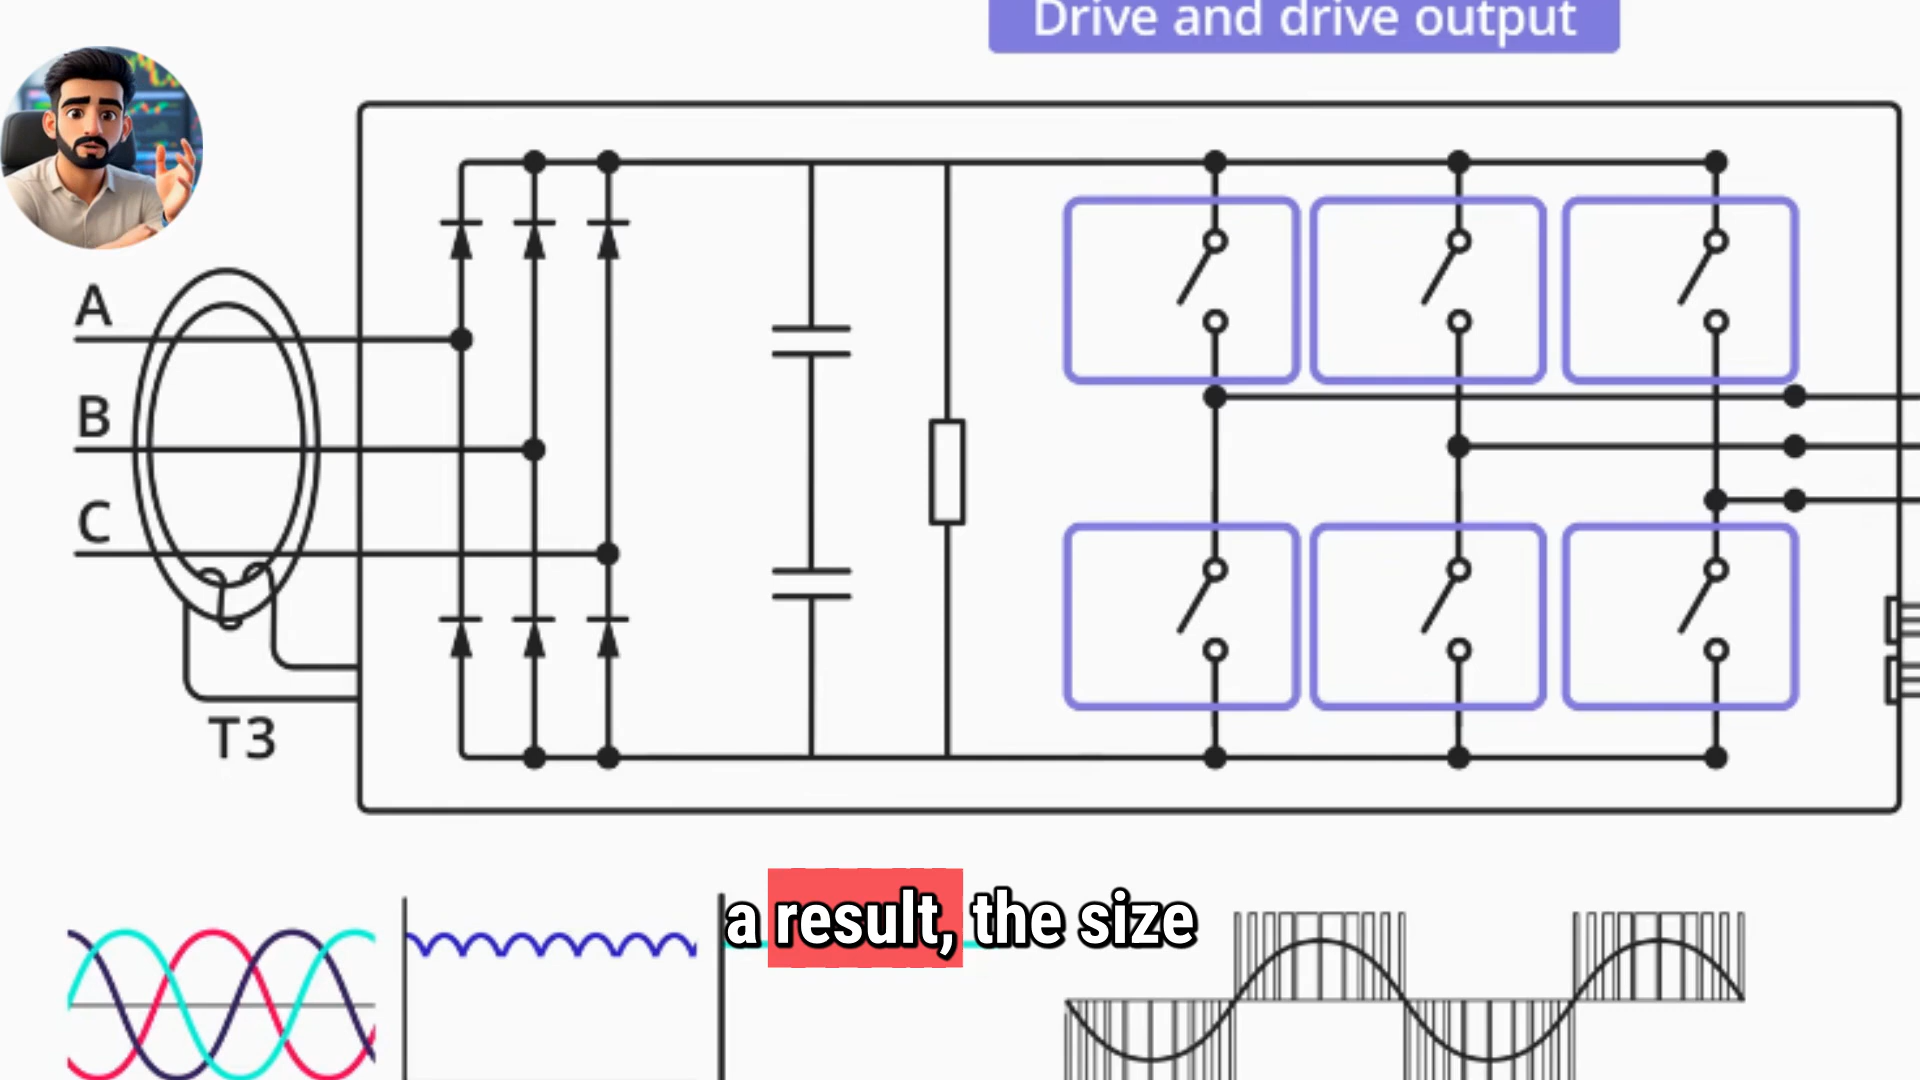 Drive and drive output
A
B
C
T3
a result, the size